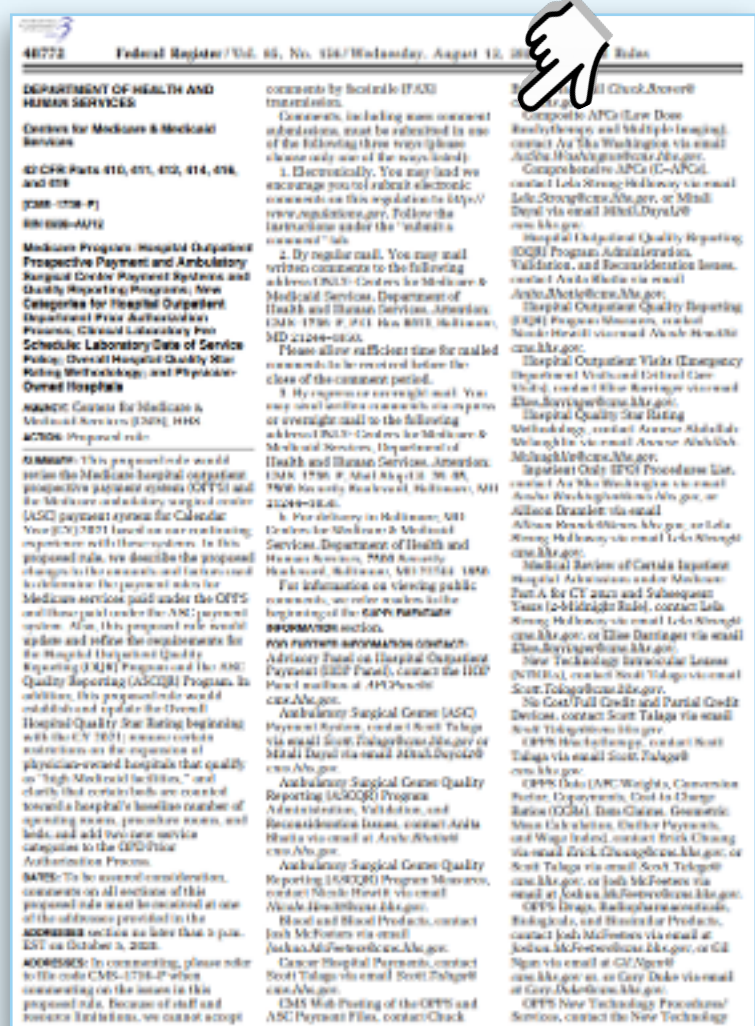 48772 Federal Register / Vol. 85, No. 156 / Wednesday, August 12, Rules
DEPARTMENT OF HEALTH AND
HUMAN SERVICES
Centers for Medicare & Medicaid
Services
42 CFR Parts 410, 411, 412, 414, 416,
and 419
[CMS–1736–P]
RIN 0938–AU12
Medicare Program: Hospital Outpatient
Prospective Payment and Ambulatory
Surgical Center Payment Systems and
Quality Reporting Programs; New
Categories for Hospital Outpatient
Department Prior Authorization
Process; Clinical Laboratory Fee
Schedule: Laboratory Date of Service
Policy; Overall Hospital Quality Star
Rating Methodology; and Physician-
Owned Hospitals
AGENCY: Centers for Medicare &
Medicaid Services (CMS), HHS
ACTION: Proposed rule
SUMMARY: This proposed rule would
revise the Medicare hospital outpatient
prospective payment system (OPPS) and
the Medicare ambulatory surgical center
(ASC) payment system for Calendar
Year (CY) 2021 based on our continuing
experience with these systems. In this
proposed rule, we describe the proposed
changes to the amounts and factors used
to determine the payment rates for
Medicare services paid under the OPPS
and those paid under the ASC payment
system. Also, this proposed rule would
update and refine the requirements for
the Hospital Outpatient Quality
Reporting (OQR) Program and the ASC
Quality Reporting (ASCQR) Program. In
addition, this proposed rule would
establish and update the Overall
Hospital Quality Star Rating beginning
with the CY 2021; remove certain
restrictions on the expansion of
physician-owned hospitals that qualify
as "high Medicaid facilities," and
clarify that certain beds are counted
toward a hospital's baseline number of
operating rooms, procedure rooms, and
beds; and add two new service
categories to the OPD Prior
Authorization Process.
DATES: To be assured consideration,
comments on all sections of this
proposed rule must be received at one
of the addresses provided in the
ADDRESSES section no later than 5 p.m.
EST on October 5, 2020.
ADDRESSES: In commenting, please refer
to file code CMS–1736–P when
commenting on the issues in this
proposed rule. Because of staff and
resource limitations, we cannot accept
comments by facsimile (FAX)
transmission.
Comments, including mass comment
submissions, must be submitted in one
of the following three ways (please
choose only one of the ways listed):
1. Electronically. You may (and we
encourage you to) submit electronic
comments on this regulation to http://
www.regulations.gov. Follow the
instructions under the "submit a
comment" tab.
2. By regular mail. You may mail
written comments to the following
address ONLY: Centers for Medicare &
Medicaid Services, Department of
Health and Human Services, Attention:
CMS–1736–P, P.O. Box 8010, Baltimore,
MD 21244–1850.
Please allow sufficient time for mailed
comments to be received before the
close of the comment period.
3. By express or overnight mail. You
may send written comments via express
or overnight mail to the following
address ONLY: Centers for Medicare &
Medicaid Services, Department of
Health and Human Services, Attention:
CMS–1736–P, Mail Stop
7500 Security Boulevard, Baltimore, MD
21244–1850.
b. For delivery in Baltimore, MD
Centers for Medicare & Medicaid
Services, Department of Health and
Human Services, 7500 Security
Boulevard, Baltimore, MD 21244–1850.
For information on viewing public
comments, we refer readers to the
beginning of the SUPPLEMENTARY
INFORMATION section.
FOR FURTHER INFORMATION CONTACT:
Advisory Panel on Hospital Outpatient
Payment (HOP Panel), contact the HOP
Panel mailbox at APCPanel@
cms.hhs.gov.
Ambulatory Surgical Center (ASC)
Payment System, contact Scott Talaga
via email Scott.Talaga@cms.hhs.gov or
Mitali Dayal via email
cms.hhs.gov.
Ambulatory Surgical Center Quality
Reporting (ASCQR) Program
Administration, Validation, and
Reconsideration Issues, contact Anita
Bhatia via email at Anita.Bhatia@
cms.hhs.gov.
Ambulatory Surgical Center Quality
Reporting (ASCQR) Program Measures,
contact Nicole Hewitt via email
Nicole.Hewitt@cms.hhs.gov.
Blood and Blood Products, contact
Josh McFeeters via email
Joshua.McFeeters@cms.hhs.gov.
Cancer Hospital Payments, contact
Scott Talaga via email Scott.Talaga@
cms.hhs.gov.
CMS Web Posting of the OPPS and
ASC Payment Files, contact Chuck
Chuck.Braver@
Composite APCs (Low Dose
Brachytherapy and Multiple Imaging),
contact Au'Sha Washington via email
AuSha.Washington@cms.hhs.gov.
Comprehensive APCs (C–APCs),
contact Lela Strong-Holloway via email
Lela.Strong@cms.hhs.gov, or Mitali
Dayal via email Mitali.Dayal
cms.hhs.gov.
Hospital Outpatient Quality Reporting
(OQR) Program Administration,
Validation, and Reconsideration Issues,
contact Anita Bhatia via email
Anita.Bhatia@cms.hhs.gov.
Hospital Outpatient Quality Reporting
(OQR) Program Measures, contact
Nicole Hewitt via email Nicole.Hewitt@
cms.hhs.gov.
Hospital Outpatient Visits (Emergency
Department Visits and Critical Care
Visits), contact Elise Barringer via email
Elise.Barringer@cms.hhs.gov.
Hospital Quality Star Rating
Methodology, contact Annese Abdullah-
Mclaughlin via email Annese.Abdullah-
Mclaughlin@cms.hhs.gov.
Inpatient Only (IPO) Procedures List,
contact Au'Sha Washington via email
AuSha.Washington@cms.hhs.gov, or
Allison Bramlett via email
Allison.Bramlett@cms.hhs.gov, or Lela
Strong-Holloway via email Lela.Strong@
cms.hhs.gov.
Medical Review of Certain Inpatient
Hospital Admissions under Medicare
Part A for CY 2021 and Subsequent
Years (2-Midnight Rule), contact Lela
Strong-Holloway via email Lela.Strong@
cms.hhs.gov, or Elise Barringer via email
Elise.Barringer@cms.hhs.gov.
New Technology Intraocular Lenses
(NTIOLs), contact Scott Talaga via email
Scott.Talaga@cms.hhs.gov.
No Cost/Full Credit and Partial Credit
Devices, contact Scott Talaga via email
Scott.Talaga@cms.hhs.gov.
OPPS Brachytherapy, contact Scott
Talaga via email Scott.Talaga@
cms.hhs.gov.
OPPS Data (APC Weights, Conversion
Factor, Copayments, Cost-to-Charge
Ratios (CCRs), Data Claims, Geometric
Mean Calculation, Outlier Payments,
and Wage Index), contact Erick Chuang
via email Erick.Chuang@cms.hhs.gov, or
Scott Talaga via email Scott.Talaga@
cms.hhs.gov, or Josh McFeeters via
email at Joshua.McFeeters@cms.hhs.gov.
OPPS Drugs, Radiopharmaceuticals,
Biologicals, and Biosimilar Products,
contact Josh McFeeters via email at
Joshua.McFeeters@cms.hhs.gov, or Gil
Ngan via email at Gil.Ngan@
cms.hhs.gov or, or Cory Duke via email
at Cory.Duke@cms.hhs.gov.
OPPS New Technology Procedures/
Services, contact the New Technology